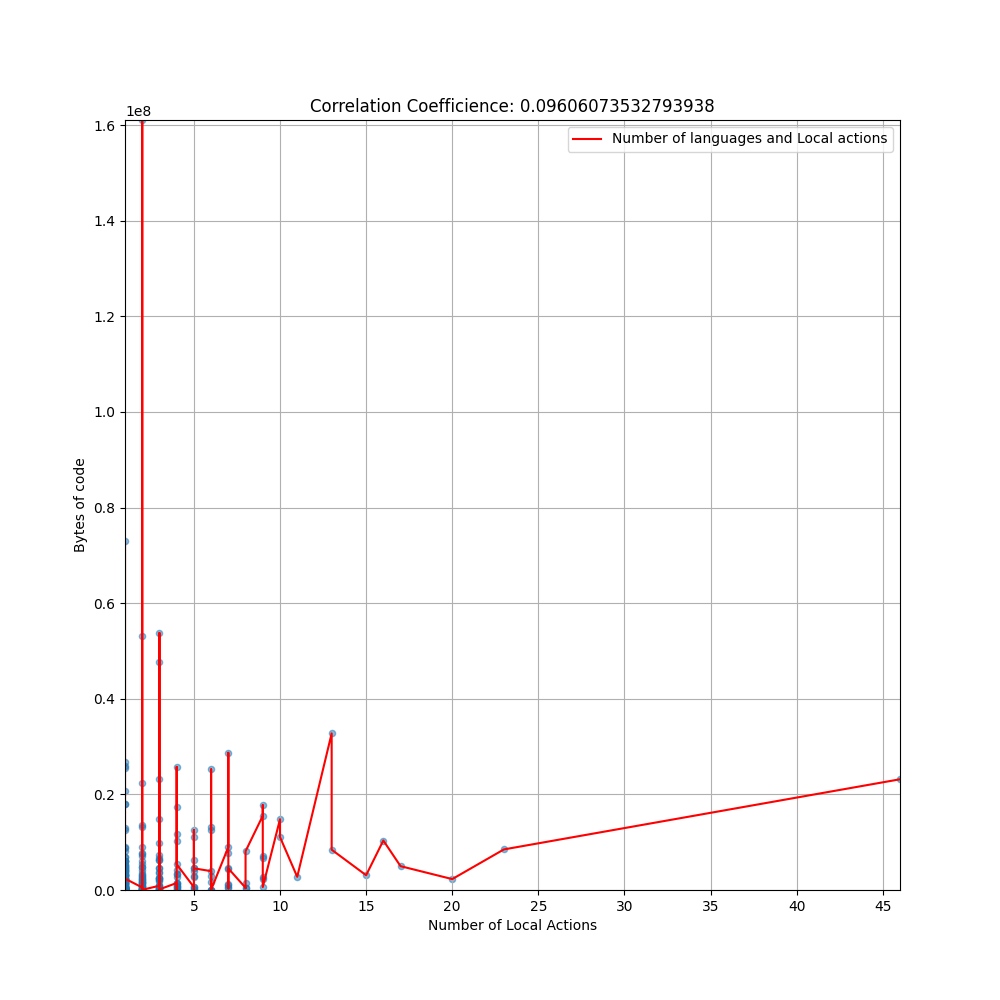 Correlation Coefficience: 0.09606073532793938
1e8
Number of languages and Local actions
1.6
1.4
1.2
1.0
0.8
0.6
0.4
0.2
0.0
Bytes of code
5 10 15 20 25 30 35 40 45
Number of Local Actions